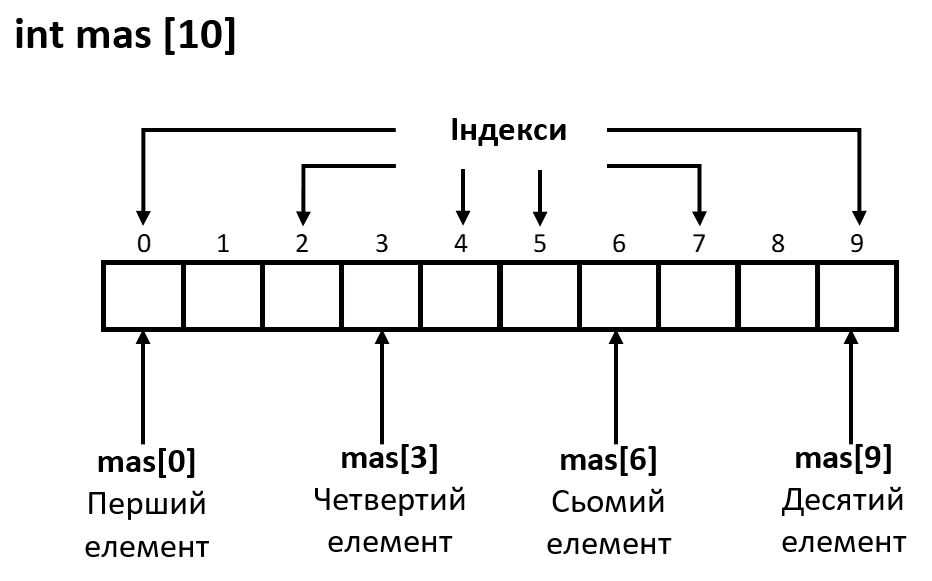 int mas [10]
Індекси
0 1 2 3 4 5 6 7 8 9
mas[0] mas[3] mas[6] mas[9]
Перший Четвертий Сьомий Десятий
елемент елемент елемент елемент